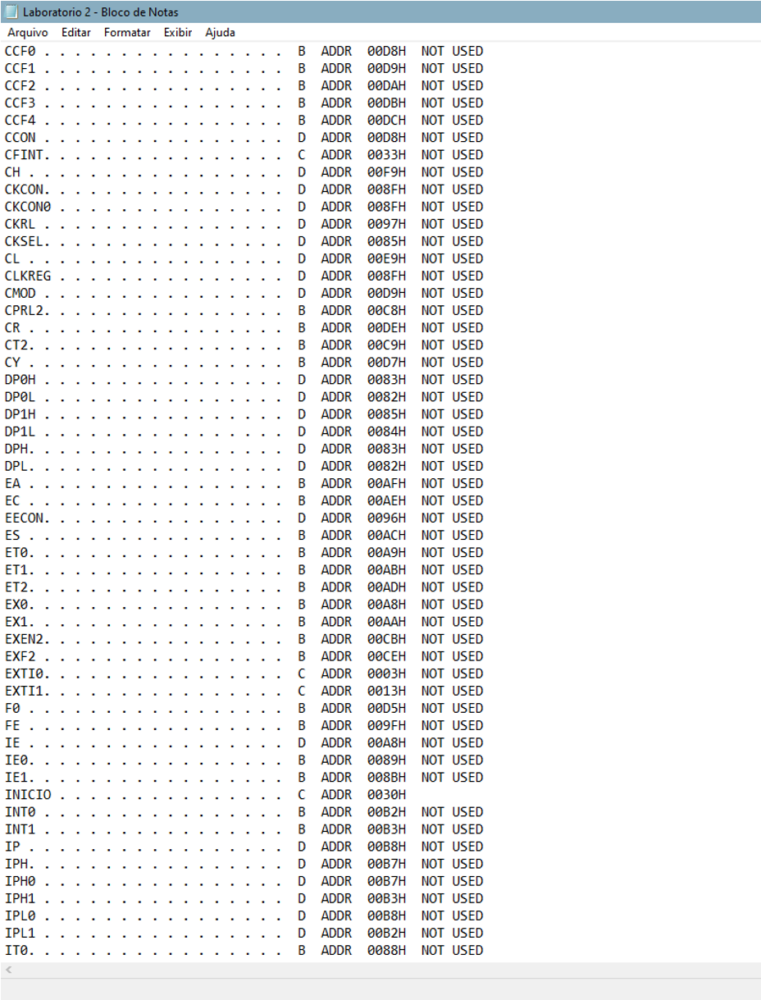 Laboratorio 2 - Bloco de Notas
Arquivo Editar Formatar Exibir Ajuda
CCF0 . . . . . . . . . . . . . . . . B ADDR 00D8H NOT USED
CCF1 . . . . . . . . . . . . . . . . B ADDR 00D9H NOT USED
CCF2 . . . . . . . . . . . . . . . . B ADDR 00DAH NOT USED
CCF3 . . . . . . . . . . . . . . . . B ADDR 00DBH NOT USED
CCF4 . . . . . . . . . . . . . . . . B ADDR 00DCH NOT USED
CCON . . . . . . . . . . . . . . . . D ADDR 00D8H NOT USED
CFINT. . . . . . . . . . . . . . . . C ADDR 0033H NOT USED
CH . . . . . . . . . . . . . . . . . D ADDR 00F9H NOT USED
CKCON. . . . . . . . . . . . . . . . D ADDR 008FH NOT USED
CKCON0 . . . . . . . . . . . . . . . D ADDR 008FH NOT USED
CKRL . . . . . . . . . . . . . . . . D ADDR 0097H NOT USED
CKSEL. . . . . . . . . . . . . . . . D ADDR 0085H NOT USED
CL . . . . . . . . . . . . . . . . . D ADDR 00E9H NOT USED
CLKREG . . . . . . . . . . . . . . . D ADDR 008FH NOT USED
CMOD . . . . . . . . . . . . . . . . D ADDR 00D9H NOT USED
CPRL2. . . . . . . . . . . . . . . . B ADDR 00C8H NOT USED
CR . . . . . . . . . . . . . . . . . B ADDR 00DEH NOT USED
CT2. . . . . . . . . . . . . . . . . B ADDR 00C9H NOT USED
CY . . . . . . . . . . . . . . . . . B ADDR 00D7H NOT USED
DP0H . . . . . . . . . . . . . . . . D ADDR 0083H NOT USED
DP0L . . . . . . . . . . . . . . . . D ADDR 0082H NOT USED
DP1H . . . . . . . . . . . . . . . . D ADDR 0085H NOT USED
DP1L . . . . . . . . . . . . . . . . D ADDR 0084H NOT USED
DPH. . . . . . . . . . . . . . . . . D ADDR 0083H NOT USED
DPL. . . . . . . . . . . . . . . . . D ADDR 0082H NOT USED
EA . . . . . . . . . . . . . . . . . B ADDR 00AFH NOT USED
EC . . . . . . . . . . . . . . . . . B ADDR 00AEH NOT USED
EECON. . . . . . . . . . . . . . . . D ADDR 0096H NOT USED
ES . . . . . . . . . . . . . . . . . B ADDR 00ACH NOT USED
ET0. . . . . . . . . . . . . . . . . B ADDR 00A9H NOT USED
ET1. . . . . . . . . . . . . . . . . B ADDR 00ABH NOT USED
ET2. . . . . . . . . . . . . . . . . B ADDR 00ADH NOT USED
EX0. . . . . . . . . . . . . . . . . B ADDR 00A8H NOT USED
EX1. . . . . . . . . . . . . . . . . B ADDR 00AAH NOT USED
EXEN2. . . . . . . . . . . . . . . . B ADDR 00CBH NOT USED
EXF2 . . . . . . . . . . . . . . . . B ADDR 00CEH NOT USED
EXTI0. . . . . . . . . . . . . . . . C ADDR 0003H NOT USED
EXTI1. . . . . . . . . . . . . . . . C ADDR 0013H NOT USED
F0 . . . . . . . . . . . . . . . . . B ADDR 00D5H NOT USED
FE . . . . . . . . . . . . . . . . . B ADDR 009FH NOT USED
IE . . . . . . . . . . . . . . . . . D ADDR 00A8H NOT USED
IE0. . . . . . . . . . . . . . . . . B ADDR 0089H NOT USED
IE1. . . . . . . . . . . . . . . . . B ADDR 008BH NOT USED
INICIO . . . . . . . . . . . . . . . C ADDR 0030H
INT0 . . . . . . . . . . . . . . . . B ADDR 00B2H NOT USED
INT1 . . . . . . . . . . . . . . . . B ADDR 00B3H NOT USED
IP . . . . . . . . . . . . . . . . . D ADDR 00B8H NOT USED
IPH. . . . . . . . . . . . . . . . . D ADDR 00B7H NOT USED
IPH0 . . . . . . . . . . . . . . . . D ADDR 00B7H NOT USED
IPH1 . . . . . . . . . . . . . . . . D ADDR 00B3H NOT USED
IPL0 . . . . . . . . . . . . . . . . D ADDR 00B8H NOT USED
IPL1 . . . . . . . . . . . . . . . . D ADDR 00B2H NOT USED
IT0. . . . . . . . . . . . . . . . . B ADDR 0088H NOT USED